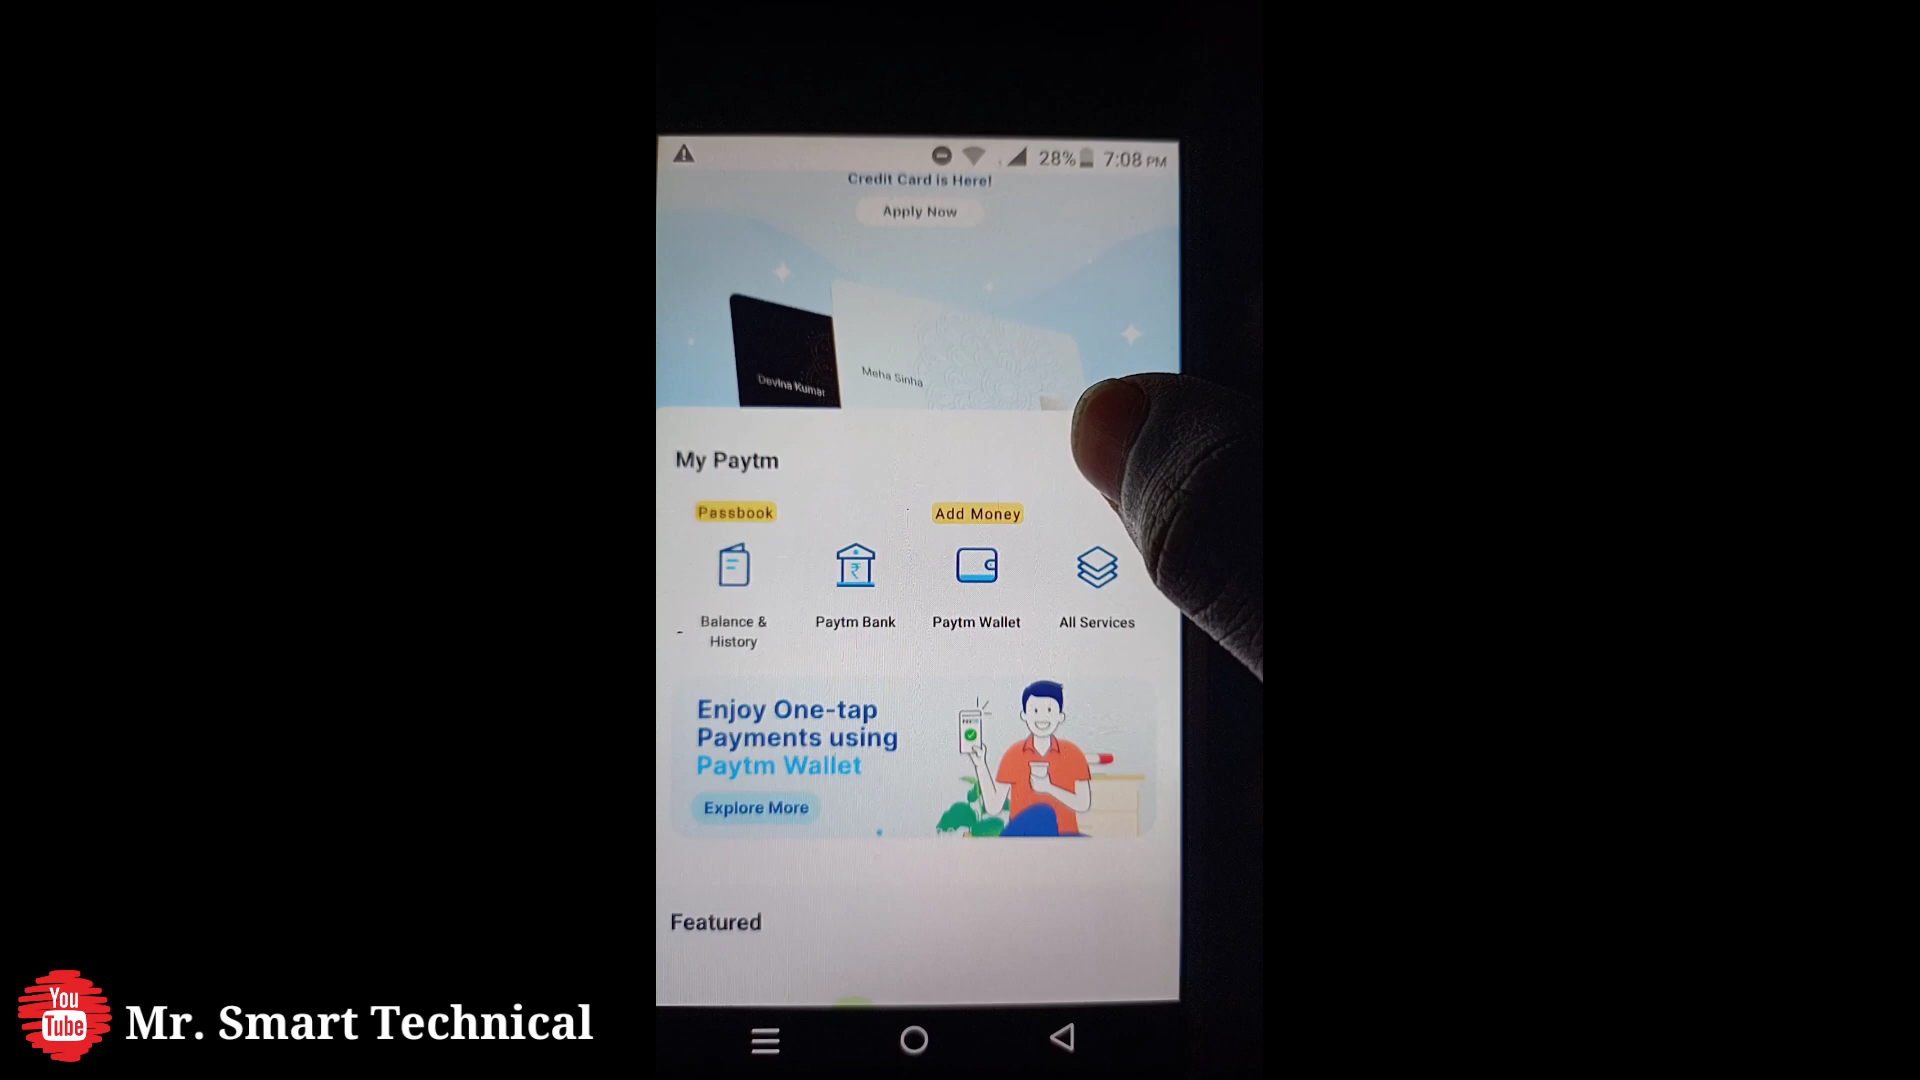 28% 7:08 PM
Credit Card is Here!
Apply Now
Devina Kumar
Meha Sinha
My Paytm
Passbook
Add Money
Balance &
History
Paytm Bank
Paytm Wallet
All Services
Enjoy One-tap
Payments using
Paytm Wallet
Explore More
Featured
You
Tube
Mr. Smart Technical